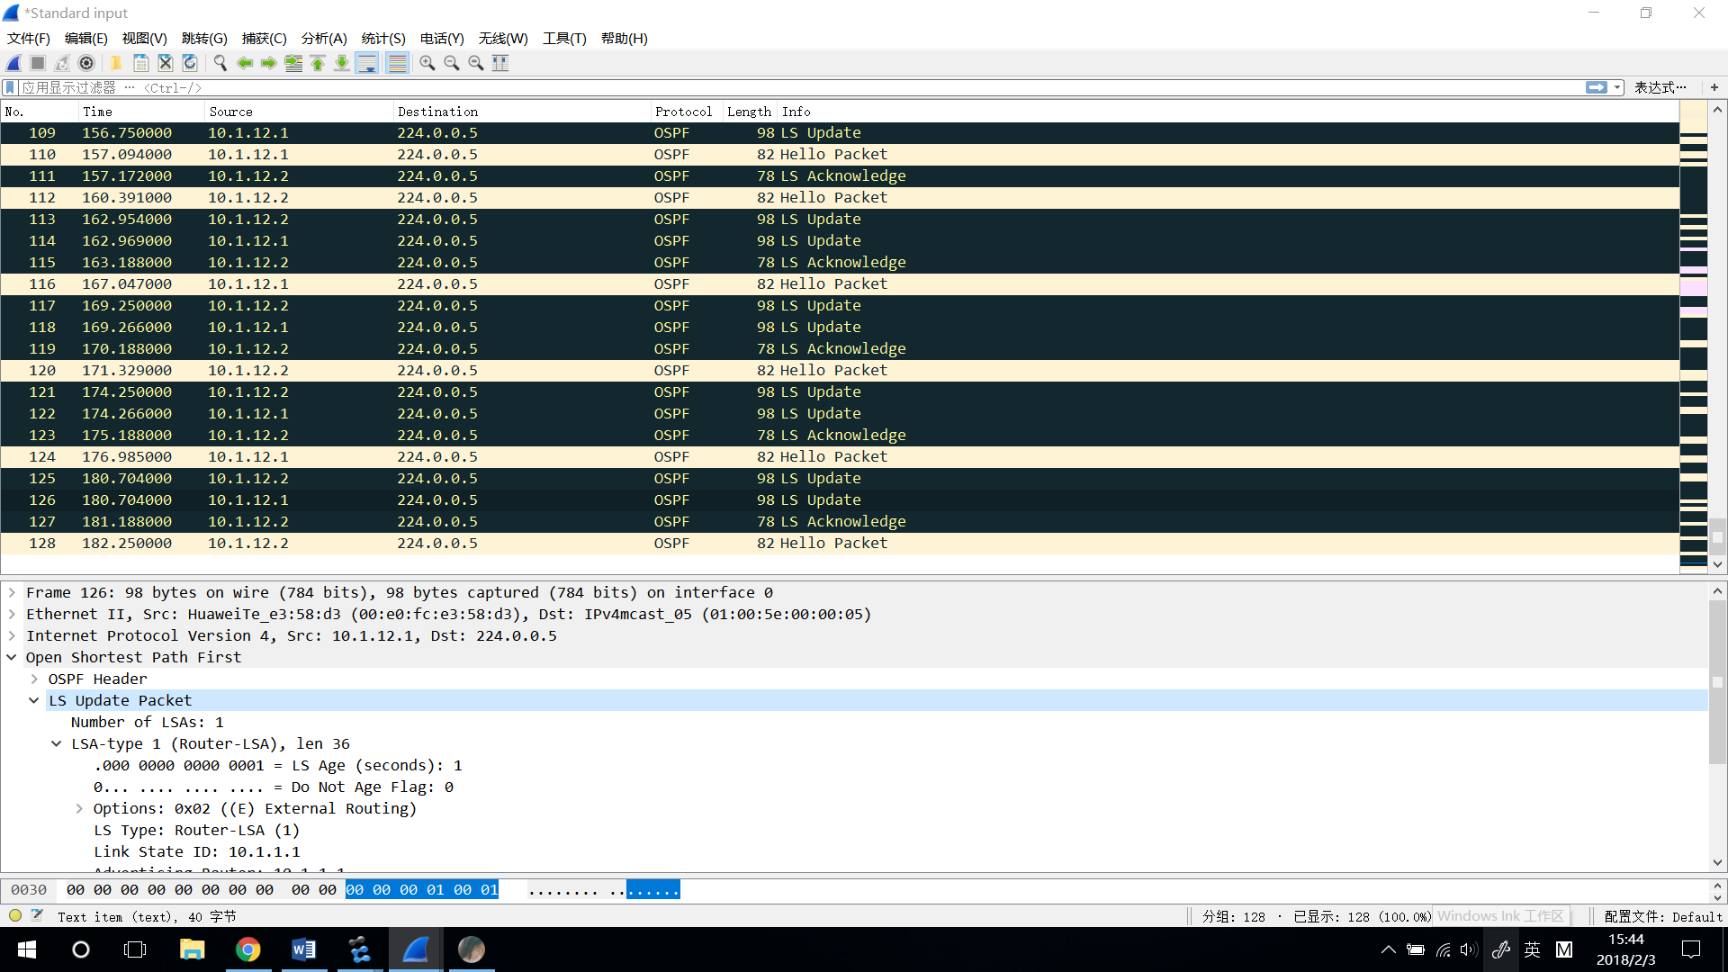 *Standard input
文件(F) 编辑(E) 视图(V) 跳转(G) 捕获(C) 分析(A) 统计(S) 电话(Y) 无线(W) 工具(T) 帮助(H)
应用显示过滤器 … <Ctrl-/> 表达式… +
No. Time Source Destination Protocol Length Info
109 156.750000 10.1.12.1 224.0.0.5 OSPF 98 LS Update
110 157.094000 10.1.12.1 224.0.0.5 OSPF 82 Hello Packet
111 157.172000 10.1.12.2 224.0.0.5 OSPF 78 LS Acknowledge
112 160.391000 10.1.12.2 224.0.0.5 OSPF 82 Hello Packet
113 162.954000 10.1.12.2 224.0.0.5 OSPF 98 LS Update
114 162.969000 10.1.12.1 224.0.0.5 OSPF 98 LS Update
115 163.188000 10.1.12.2 224.0.0.5 OSPF 78 LS Acknowledge
116 167.047000 10.1.12.1 224.0.0.5 OSPF 82 Hello Packet
117 169.250000 10.1.12.2 224.0.0.5 OSPF 98 LS Update
118 169.266000 10.1.12.1 224.0.0.5 OSPF 98 LS Update
119 170.188000 10.1.12.2 224.0.0.5 OSPF 78 LS Acknowledge
120 171.329000 10.1.12.2 224.0.0.5 OSPF 82 Hello Packet
121 174.250000 10.1.12.2 224.0.0.5 OSPF 98 LS Update
122 174.266000 10.1.12.1 224.0.0.5 OSPF 98 LS Update
123 175.188000 10.1.12.2 224.0.0.5 OSPF 78 LS Acknowledge
124 176.985000 10.1.12.1 224.0.0.5 OSPF 82 Hello Packet
125 180.704000 10.1.12.2 224.0.0.5 OSPF 98 LS Update
126 180.704000 10.1.12.1 224.0.0.5 OSPF 98 LS Update
127 181.188000 10.1.12.2 224.0.0.5 OSPF 78 LS Acknowledge
128 182.250000 10.1.12.2 224.0.0.5 OSPF 82 Hello Packet
Frame 126: 98 bytes on wire (784 bits), 98 bytes captured (784 bits) on interface 0
Ethernet II, Src: HuaweiTe_e3:58:d3 (00:e0:fc:e3:58:d3), Dst: IPv4mcast_05 (01:00:5e:00:00:05)
Internet Protocol Version 4, Src: 10.1.12.1, Dst: 224.0.0.5
Open Shortest Path First
OSPF Header
LS Update Packet
Number of LSAs: 1
LSA-type 1 (Router-LSA), len 36
.000 0000 0000 0001 = LS Age (seconds): 1
0... .... .... .... = Do Not Age Flag: 0
Options: 0x02 ((E) External Routing)
LS Type: Router-LSA (1)
Link State ID: 10.1.1.1
Advertising Router: 10.1.1.1
0030 00 00 00 00 00 00 00 00 00 00 00 00 00 01 00 01 ........ ........
Text item (text), 40 字节 分组: 128 · 已显示: 128 (100.0%) Windows Ink 工作区 配置文件: Default
英 M 15:44
2018/2/3